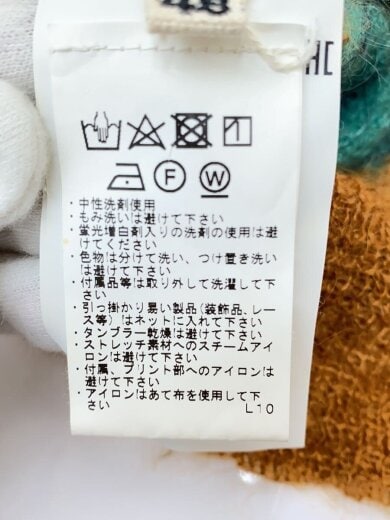 48
HC
F W
・中性洗剤使用
・もみ洗いは避けて下さい
・蛍光増白剤入りの洗剤の使用は避
けてください
・色物は分けて洗い、つけ置き洗い
は避けて下さい
・付属品等は取り外して洗濯して下
さい
・引っ掛かり易い製品(装飾品、レー
ス等)はネットに入れて下さい
・タンブラー乾燥は避けて下さい
・ストレッチ素材へのスチームアイ
ロンは避けて下さい
・付属、プリント部へのアイロンは
避けて下さい
・アイロンはあて布を使用して下
さい
L10